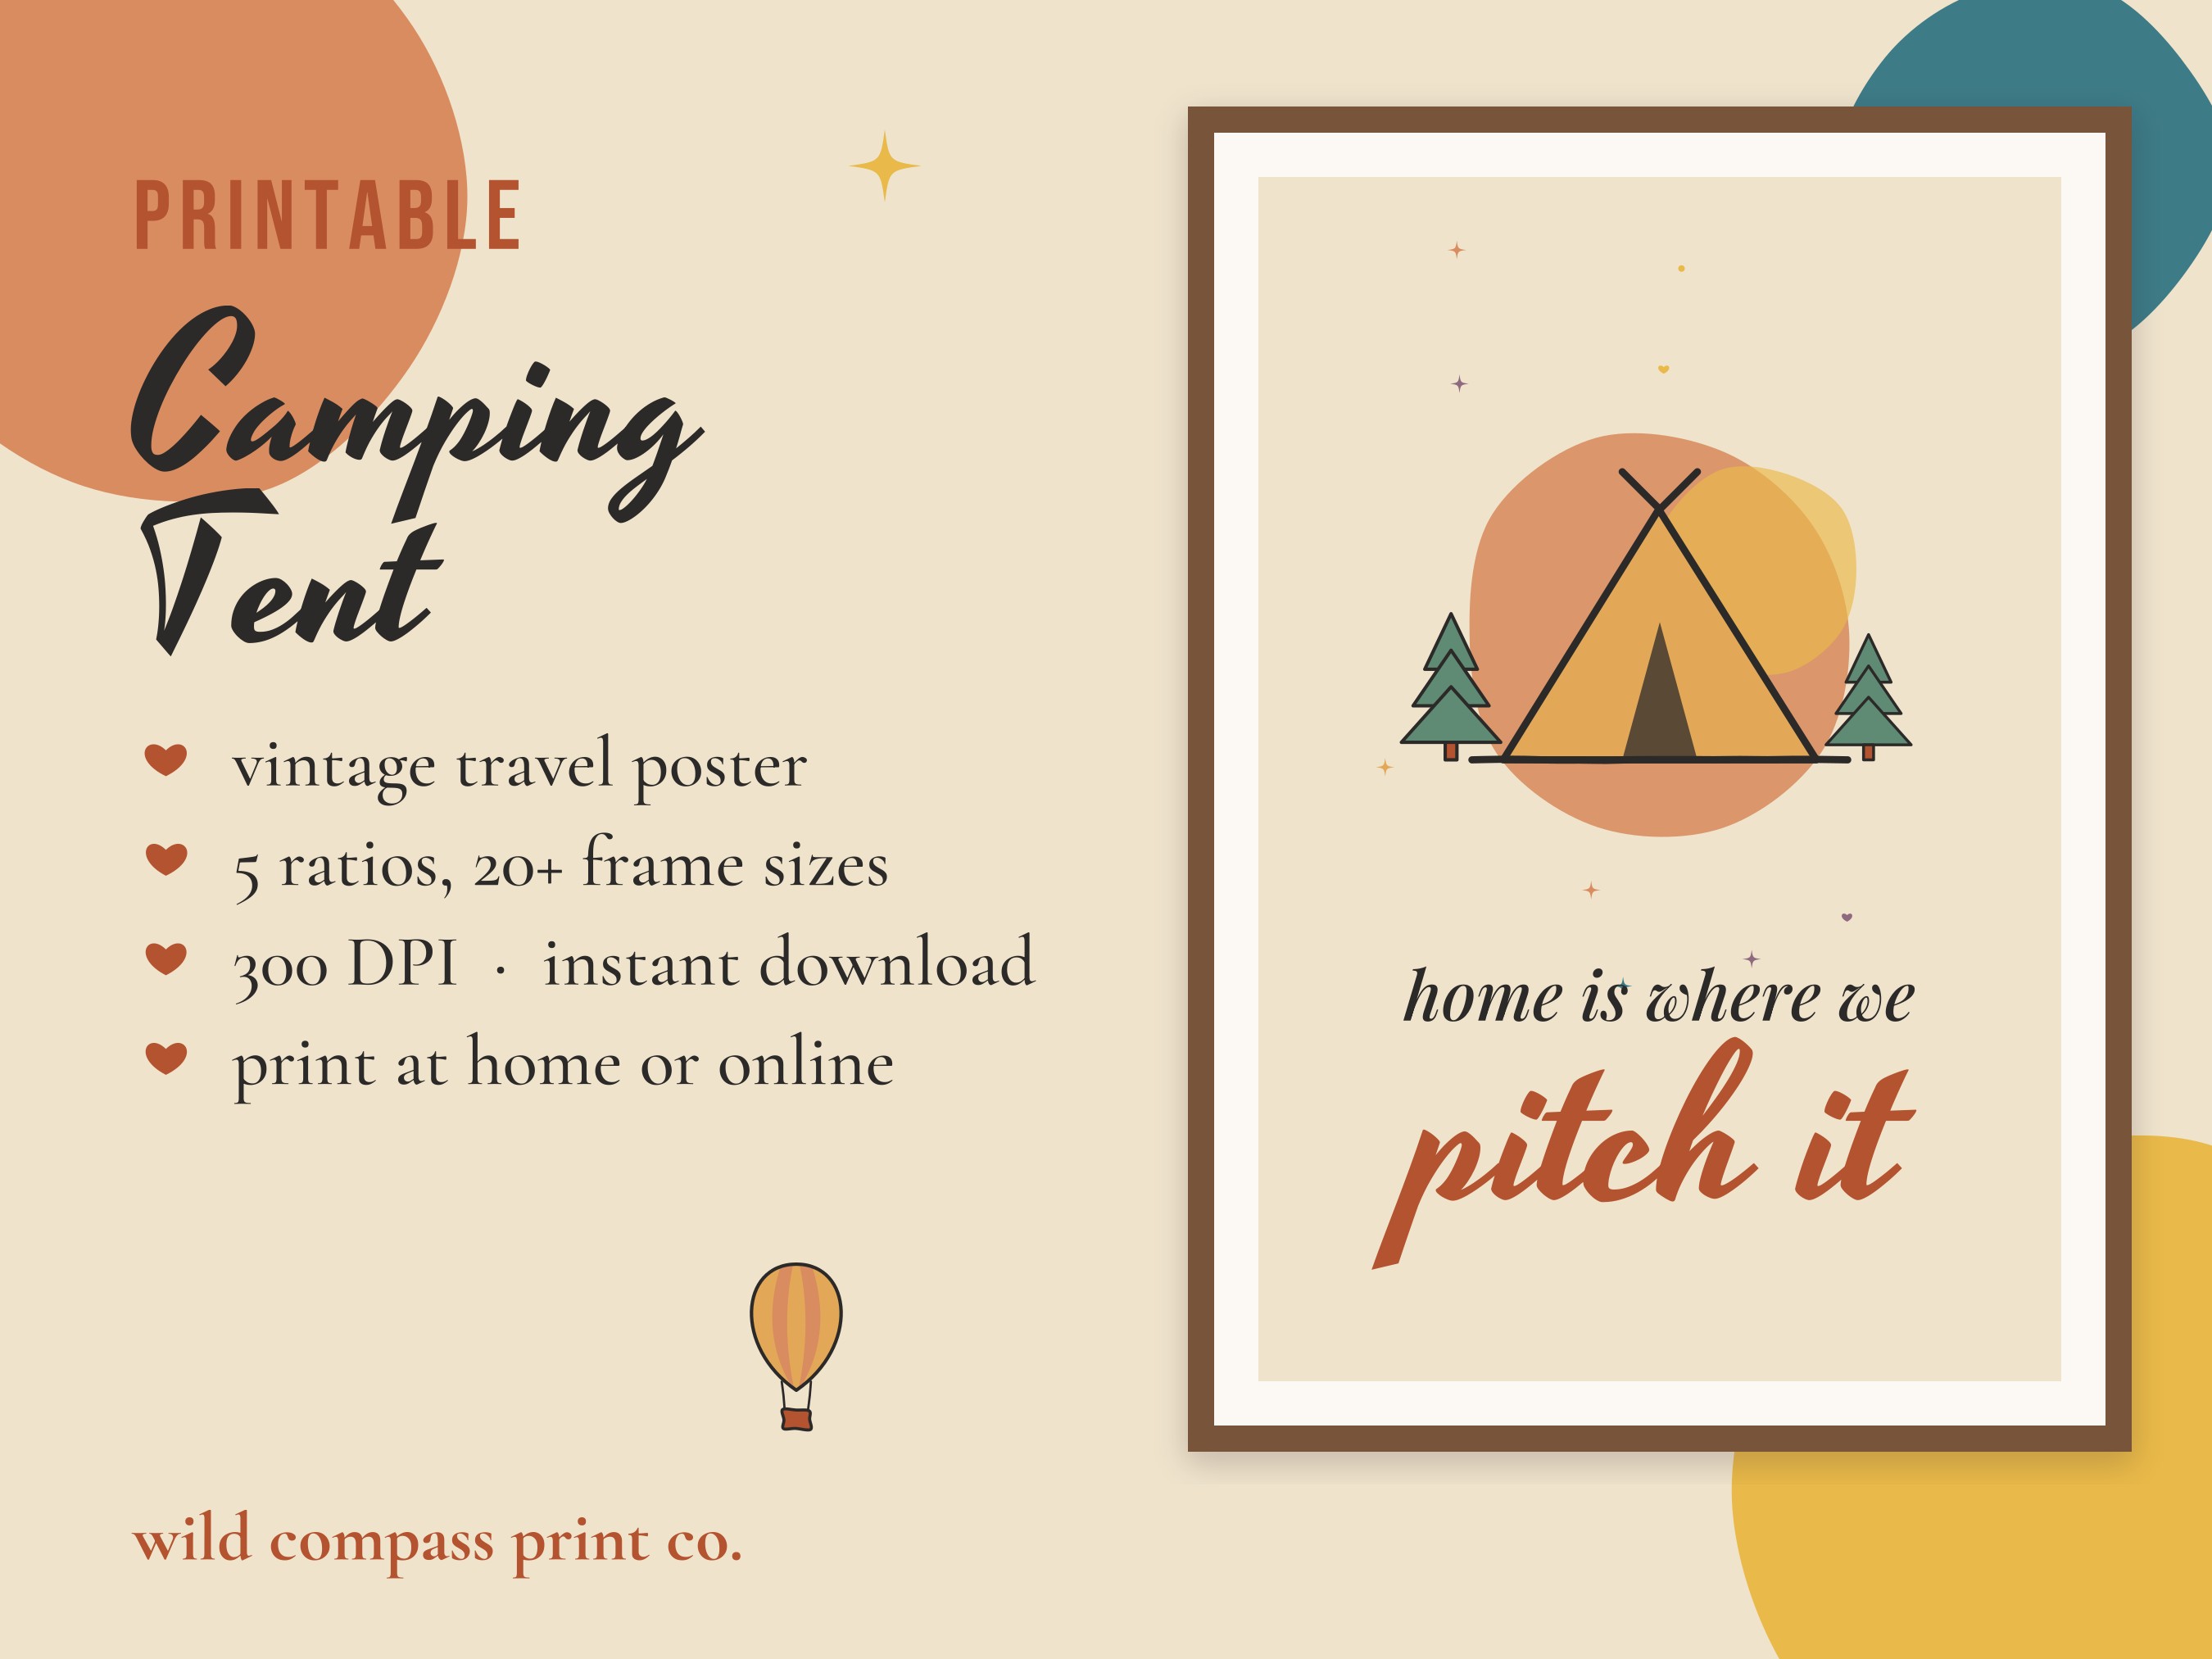 PRINTABLE
Camping
Tent
vintage travel poster
5 ratios, 20+ frame sizes
300 DPI · instant download
print at home or online
wild compass print co.
home is where we
pitch it